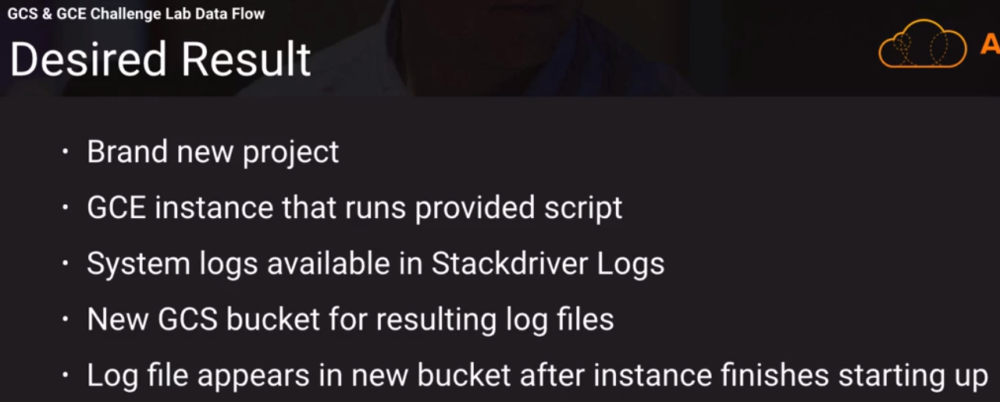 GCS & GCE Challenge Lab Data Flow
Desired Result
A
· Brand new project
· GCE instance that runs provided script
· System logs available in Stackdriver Logs
· New GCS bucket for resulting log files
· Log file appears in new bucket after instance finishes starting up